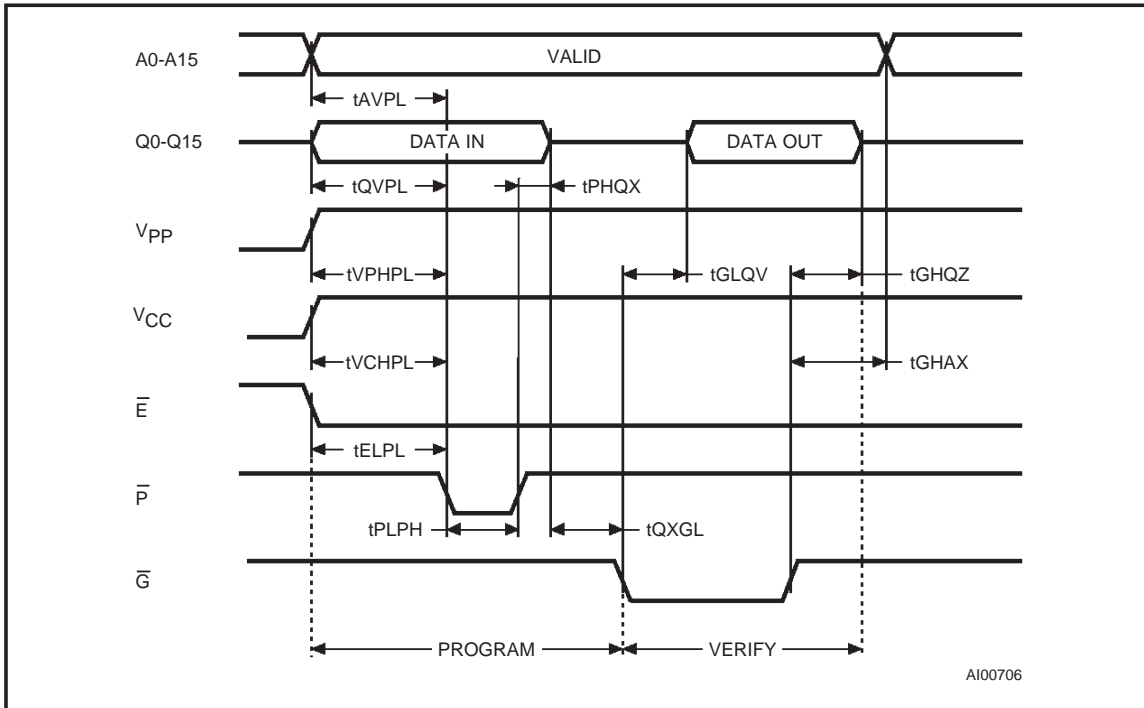 A0-A15
VALID
tAVPL
Q0-Q15
DATA IN
DATA OUT
tQVPL
tPHQX
VPP
tVPHPL
tGLQV
tGHQZ
VCC
tVCHPL
tGHAX
E̅
tELPL
P̅
tPLPH
tQXGL
G̅
PROGRAM
VERIFY
AI00706